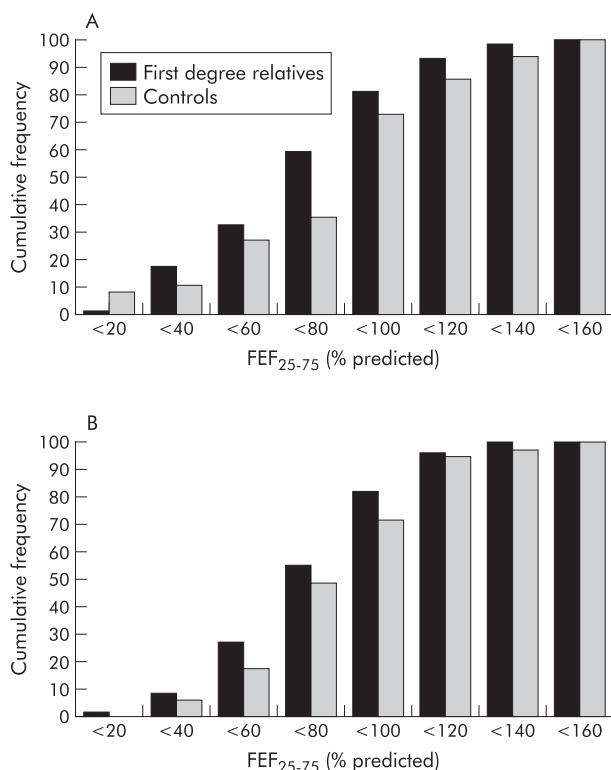 A
100
90
80
70
60
50
40
30
20
10
0
Cumulative frequency
First degree relatives
Controls
<20 <40 <60 <80 <100 <120 <140 <160
FEF25-75 (% predicted)
B
100
90
80
70
60
50
40
30
20
10
0
Cumulative frequency
<20 <40 <60 <80 <100 <120 <140 <160
FEF25-75 (% predicted)